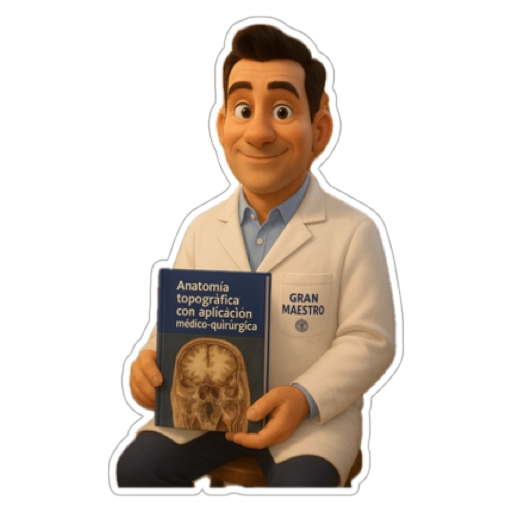 Anatomía
topográfica
con aplicación
médico-quirúrgica
GRAN
MAESTRO